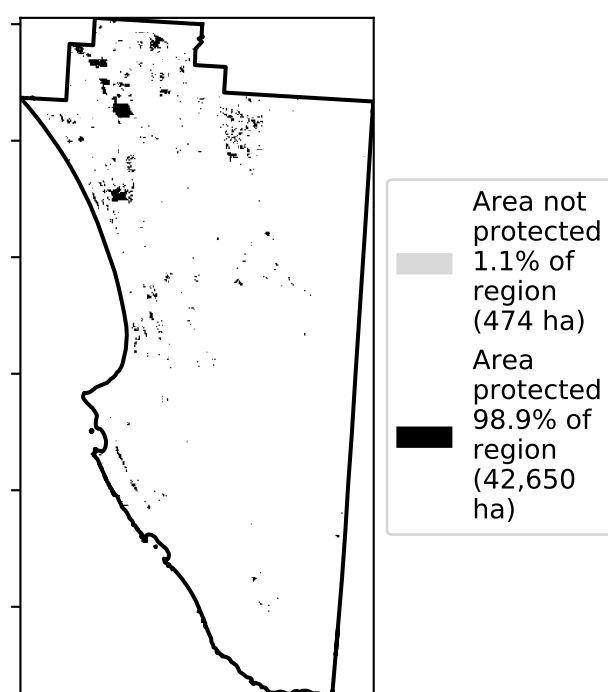 Area not
protected
1.1% of
region
(474 ha)
Area
protected
98.9% of
region
(42,650
ha)